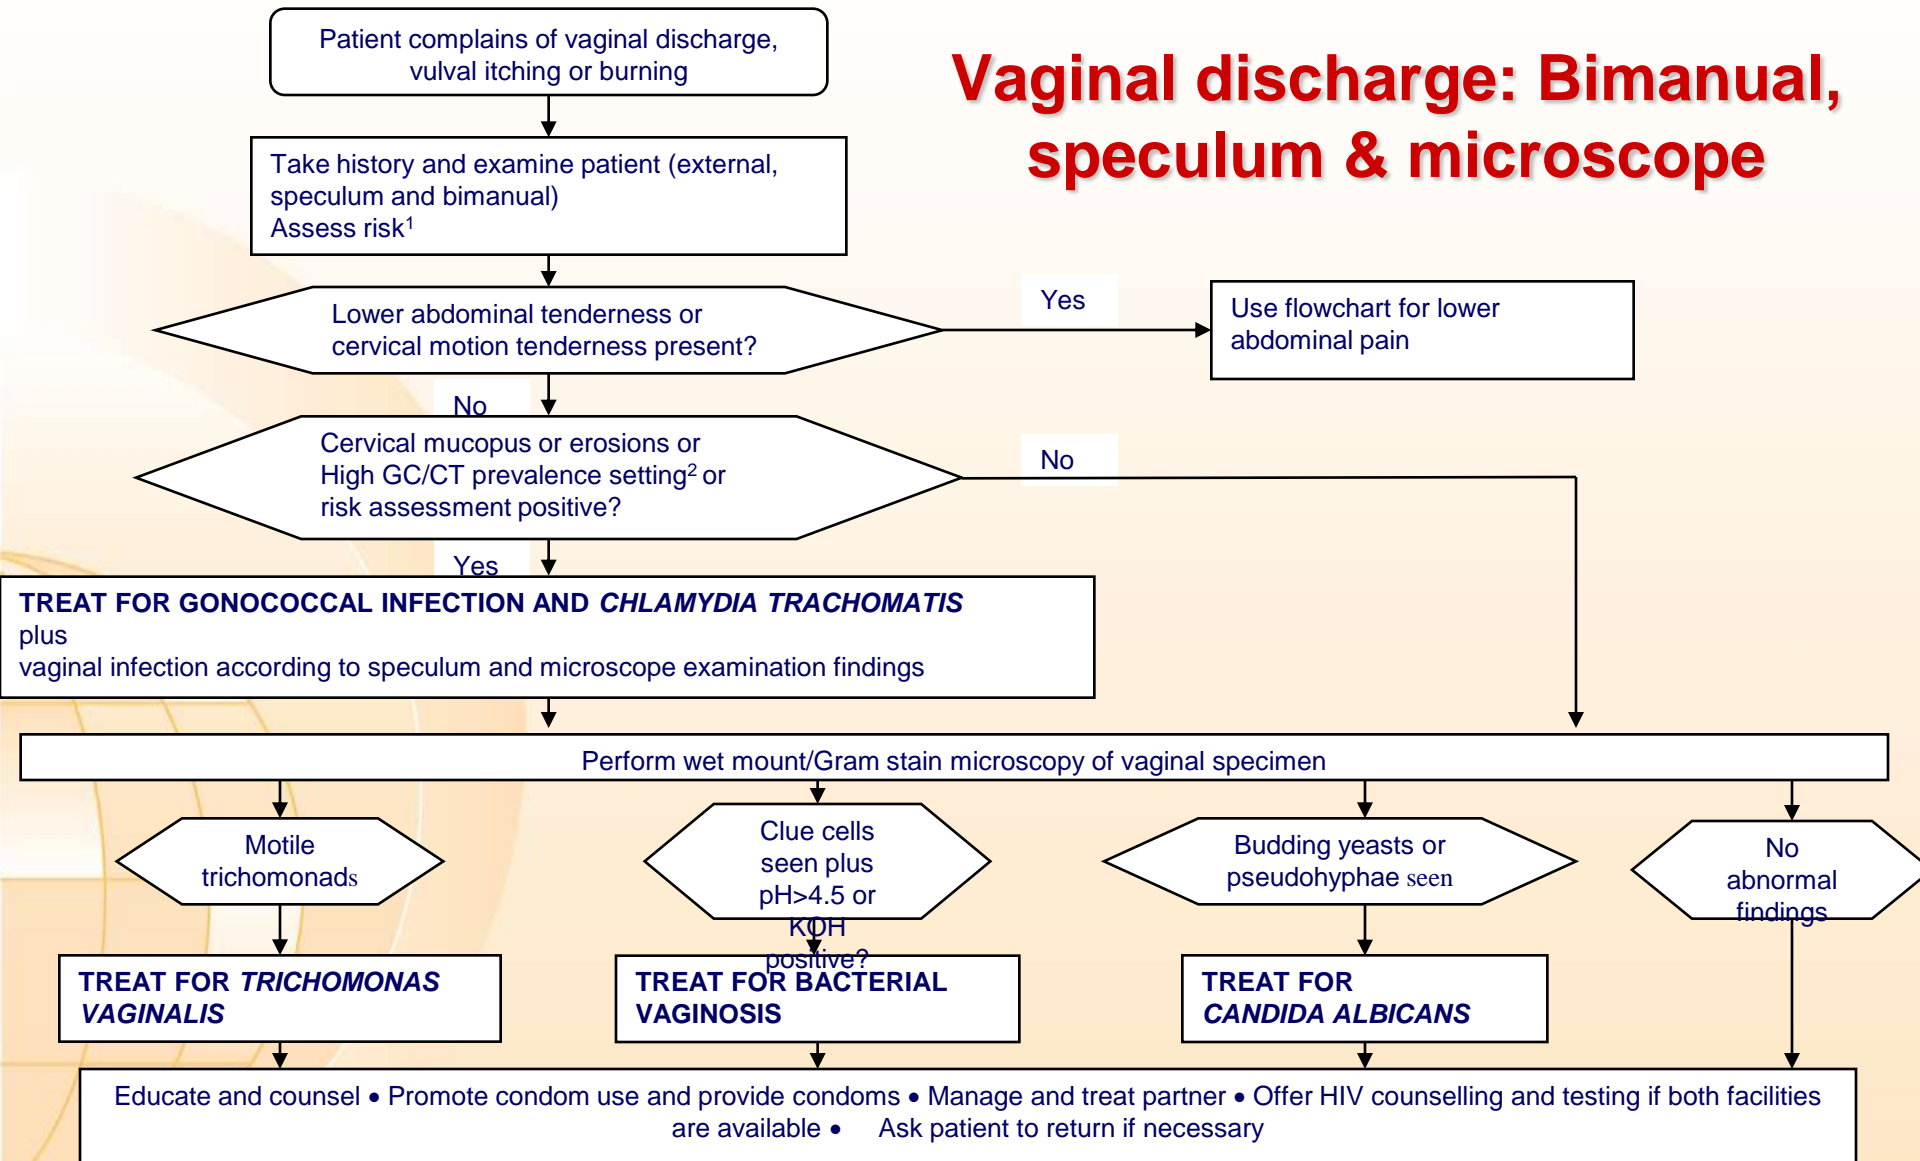 Patient complains of vaginal discharge,
vulval itching or burning
Vaginal discharge: Bimanual,
speculum & microscope
Take history and examine patient (external,
speculum and bimanual)
Assess risk¹
Lower abdominal tenderness or
cervical motion tenderness present?
Yes
Use flowchart for lower
abdominal pain
No
Cervical mucopus or erosions or
High GC/CT prevalence setting² or
risk assessment positive?
No
Yes
TREAT FOR GONOCOCCAL INFECTION AND CHLAMYDIA TRACHOMATIS
plus
vaginal infection according to speculum and microscope examination findings
Perform wet mount/Gram stain microscopy of vaginal specimen
Motile
trichomonads
Clue cells
seen plus
pH>4.5 or
KOH
positive?
Budding yeasts or
pseudohyphae seen
No
abnormal
findings
TREAT FOR TRICHOMONAS
VAGINALIS
TREAT FOR BACTERIAL
VAGINOSIS
TREAT FOR
CANDIDA ALBICANS
Educate and counsel • Promote condom use and provide condoms • Manage and treat partner • Offer HIV counselling and testing if both facilities
are available • Ask patient to return if necessary